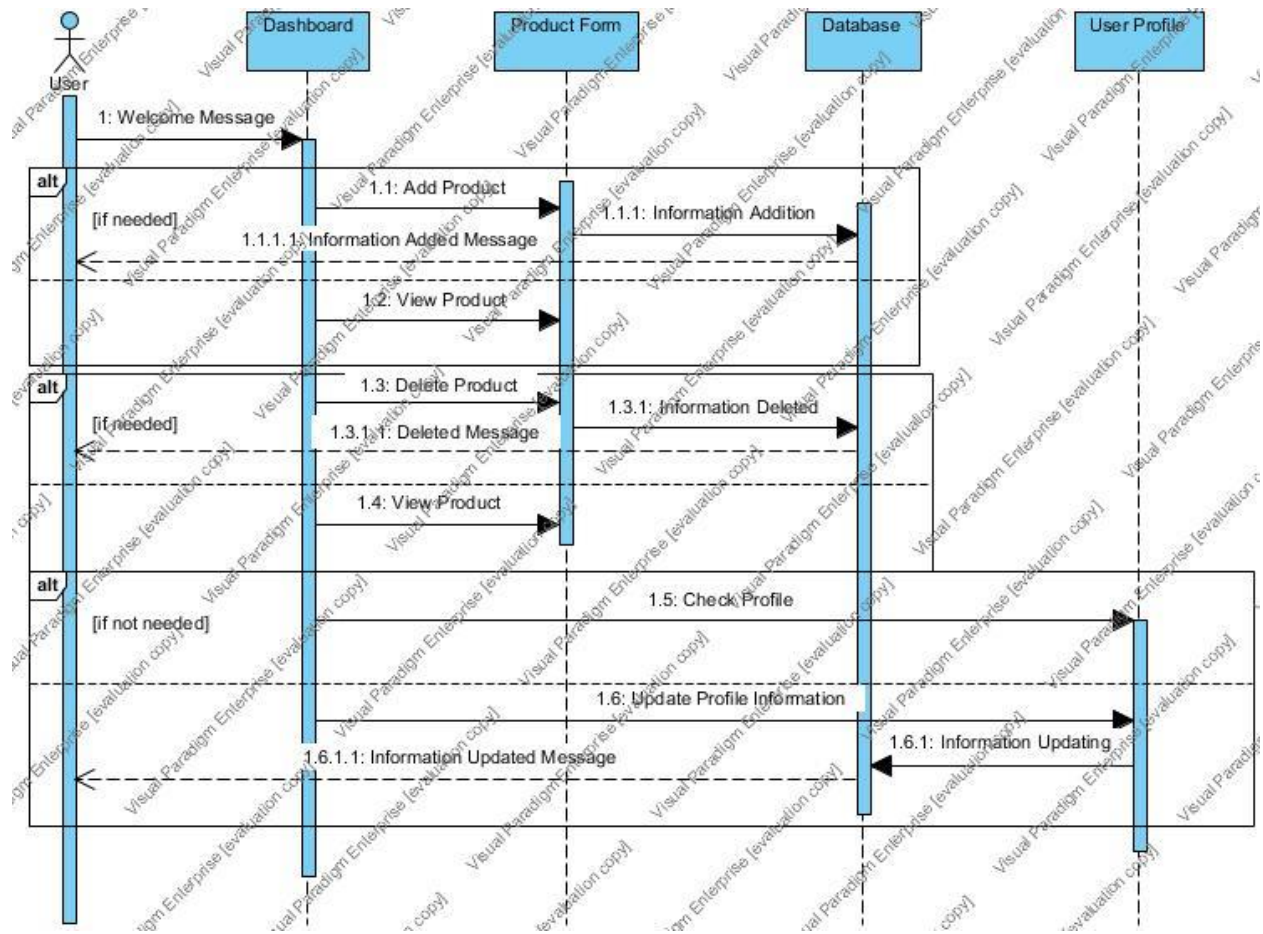 Dashboard
Product Form
Database
User Profile
User
1: Welcome Message
alt
1.1: Add Product
[if needed]
1.1.1: Information Addition
1.1.1.1: Information Added Message
1.2: View Product
alt
1.3: Delete Product
[if needed]
1.3.1: Information Deleted
1.3.1.1: Deleted Message
1.4: View Product
alt
[if not needed]
1.5: Check Profile
1.6: Update Profile Information
1.6.1: Information Updating
1.6.1.1: Information Updated Message
Visual Paradigm Enterprise [evaluation copy]